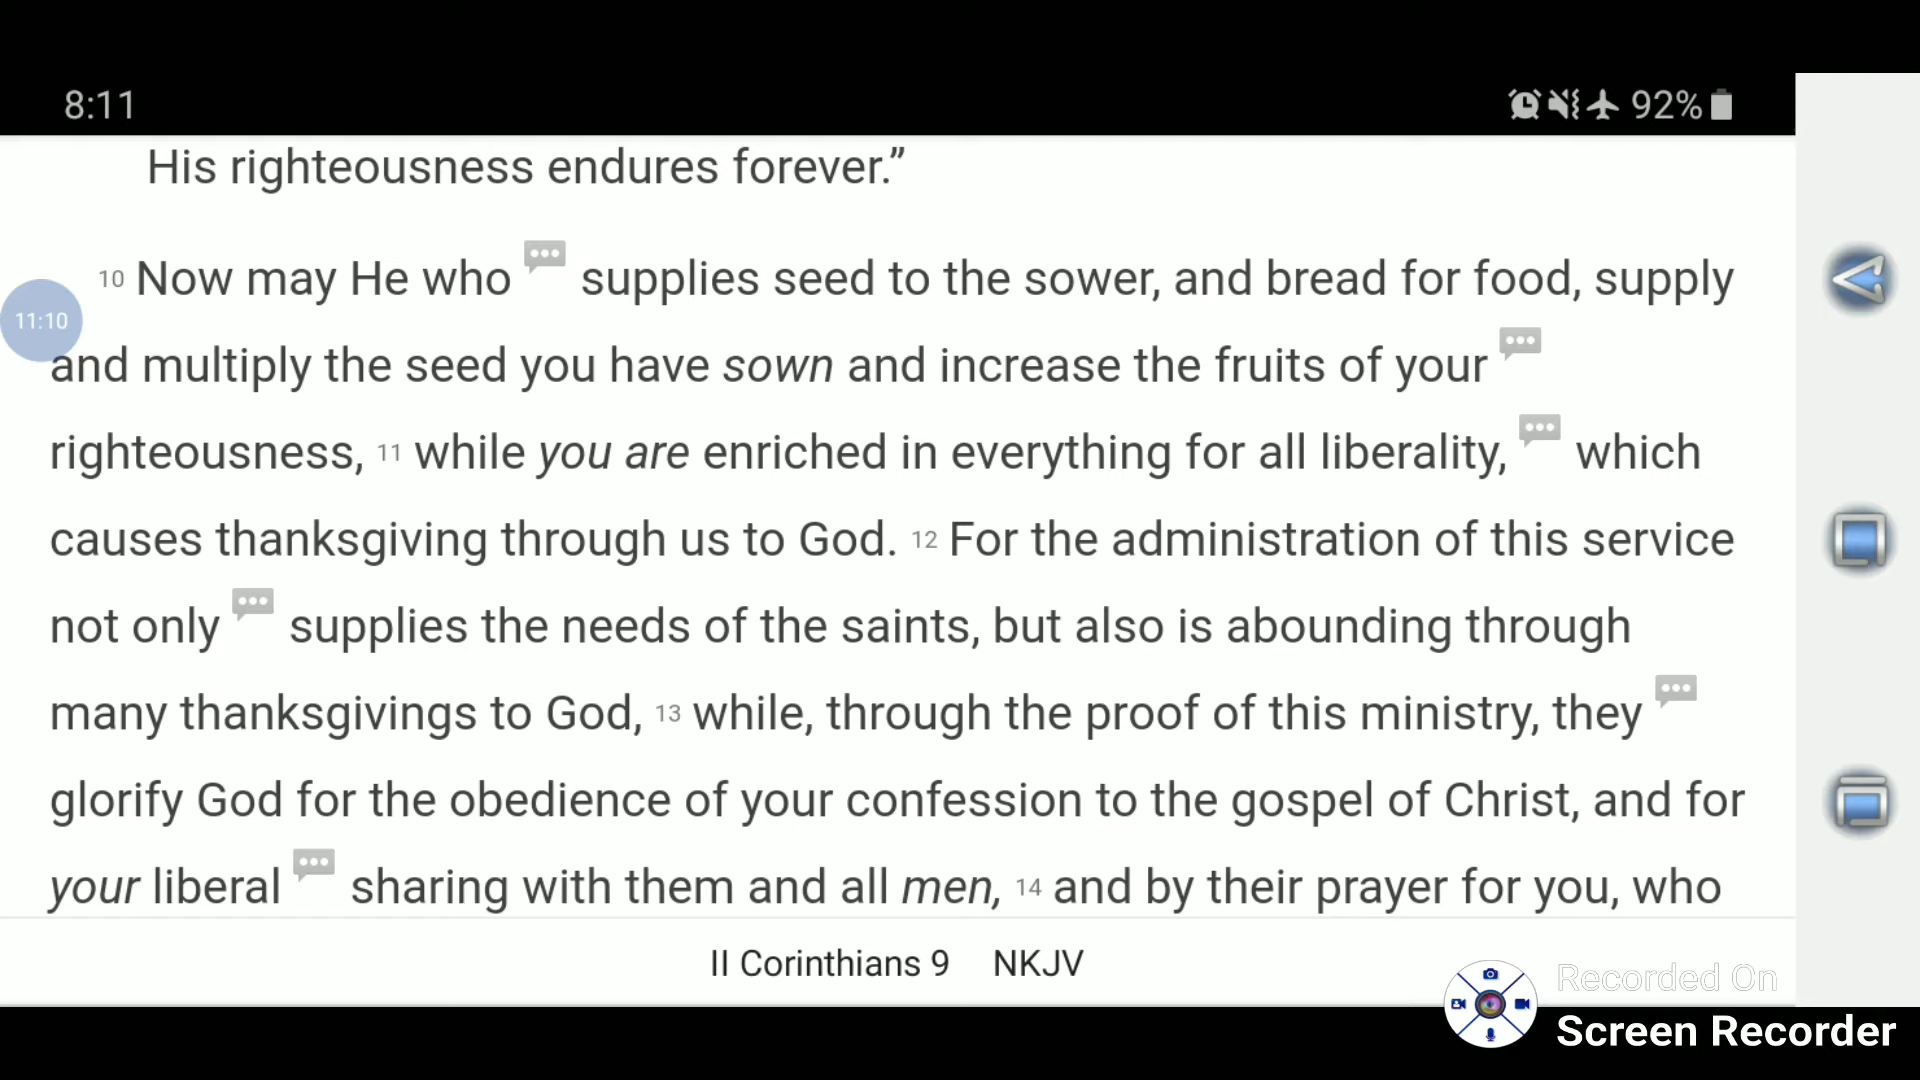 8:11
92%
His righteousness endures forever.”
10 Now may He who supplies seed to the sower, and bread for food, supply
11:10
and multiply the seed you have sown and increase the fruits of your
righteousness, 11 while you are enriched in everything for all liberality, which
causes thanksgiving through us to God. 12 For the administration of this service
not only supplies the needs of the saints, but also is abounding through
many thanksgivings to God, 13 while, through the proof of this ministry, they
glorify God for the obedience of your confession to the gospel of Christ, and for
your liberal sharing with them and all men, 14 and by their prayer for you, who
II Corinthians 9 NKJV
Recorded On
Screen Recorder